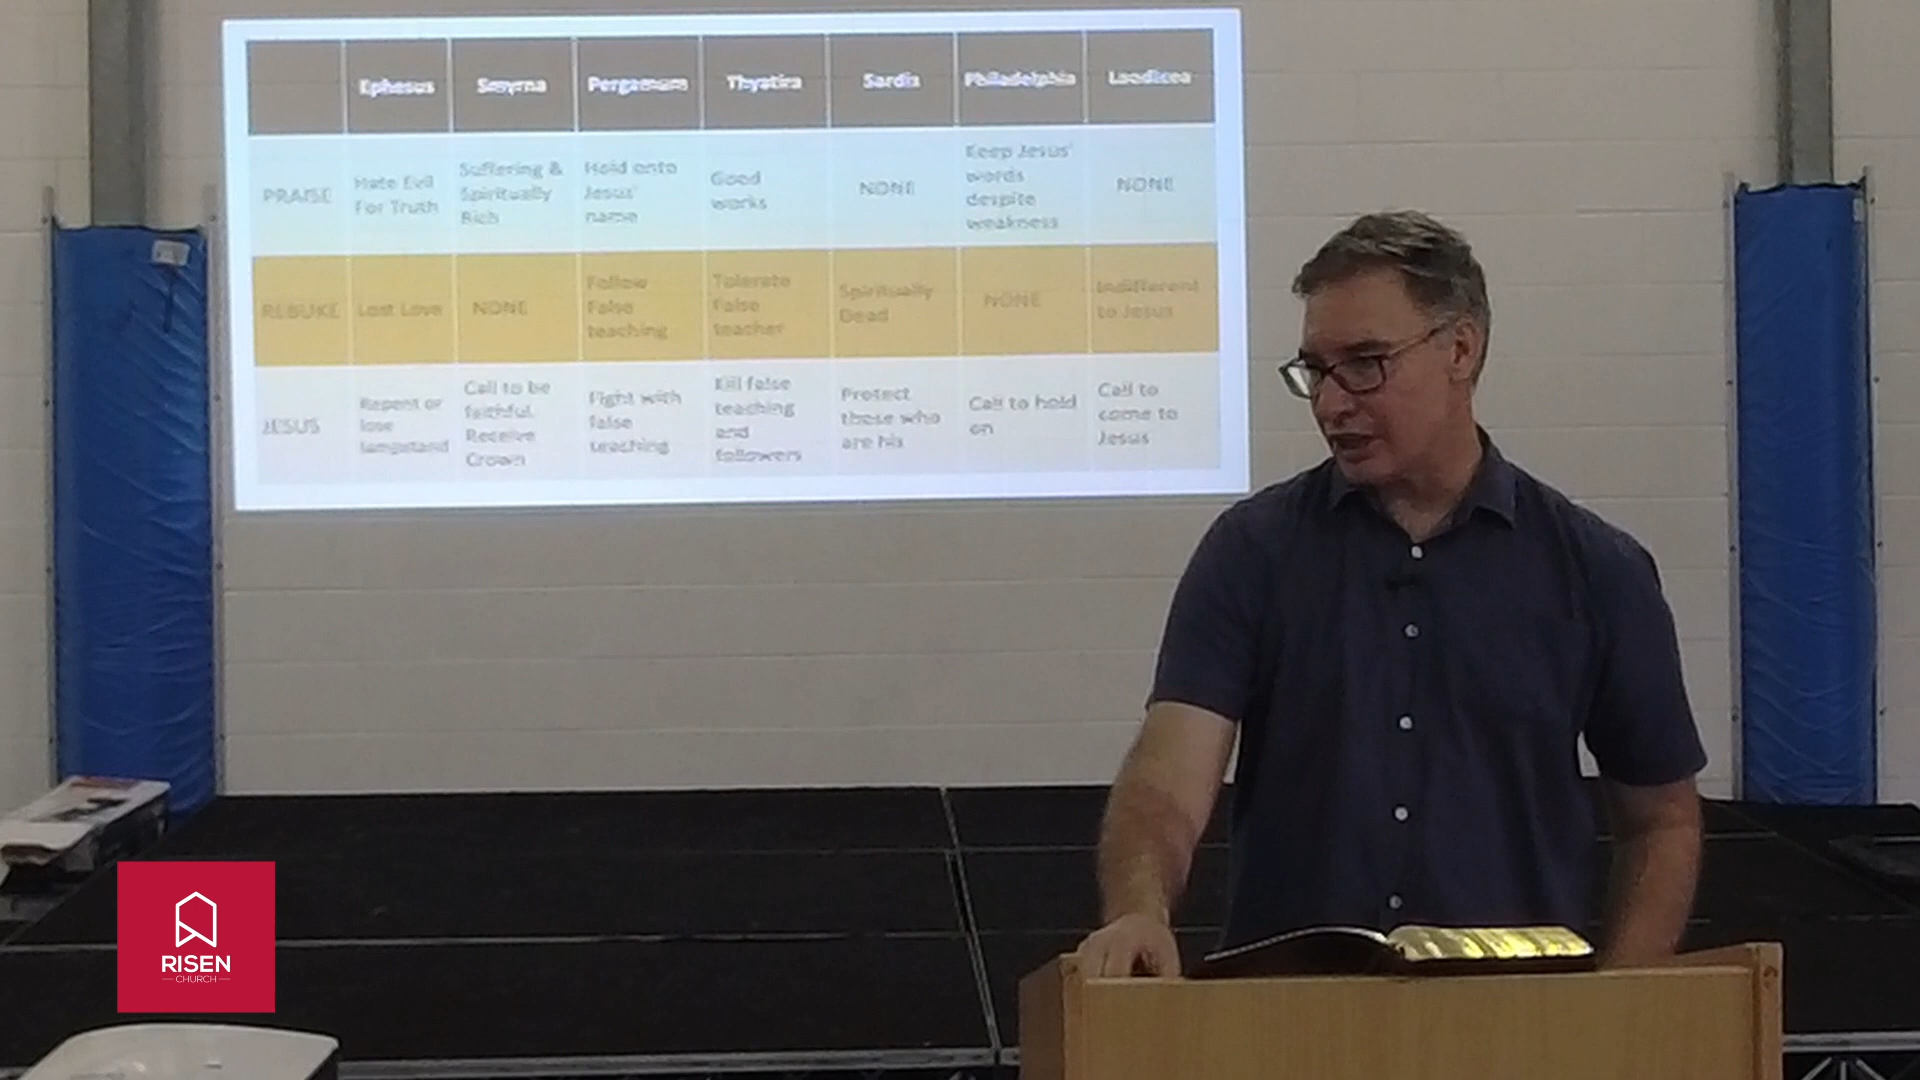 Ephesus Smyrna Pergamum Thyatira Sardis Philadelphia Laodicea
PRAISE
Hate Evil
For Truth
Suffering &
Spiritually
Rich
Hold onto
Jesus'
name
Good
works
NONE
Keep Jesus'
words
despite
weakness
NONE
REBUKE
Lost Love
NONE
Follow
False
teaching
Tolerate
False
teacher
Spiritually
Dead
NONE
Indifferent
to Jesus
JESUS
Repent or
lose
lampstand
Call to be
faithful.
Receive
Crown
Fight with
false
teaching
Kill false
teaching
and
followers
Protect
those who
are his
Call to hold
on
Call to
come to
Jesus
RISEN
CHURCH